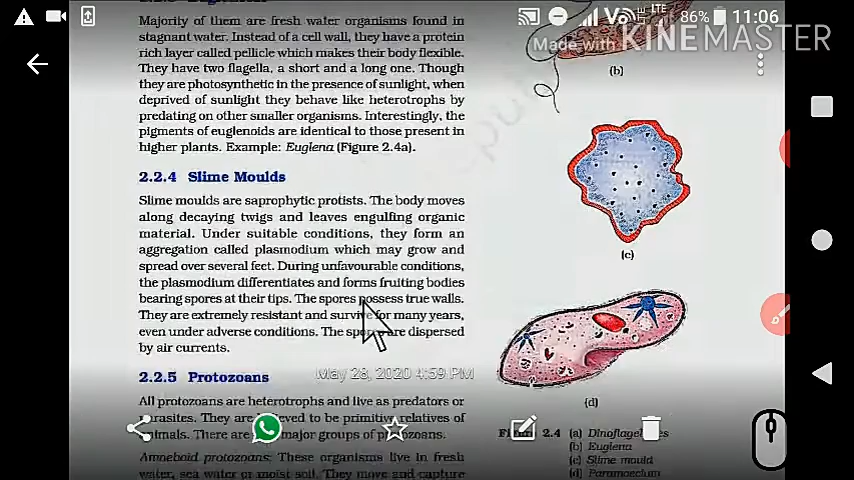 11:06
86%
LTE
Made with KINEMASTER
Majority of them are fresh water organisms found in
stagnant water. Instead of a cell wall, they have a protein
rich layer called pellicle which makes their body flexible.
They have two flagella, a short and a long one. Though
they are photosynthetic in the presence of sunlight, when
deprived of sunlight they behave like heterotrophs by
predating on other smaller organisms. Interestingly, the
pigments of euglenoids are identical to those present in
higher plants. Example: Euglena (Figure 2.4a).
2.2.4 Slime Moulds
Slime moulds are saprophytic protists. The body moves
along decaying twigs and leaves engulfing organic
material. Under suitable conditions, they form an
aggregation called plasmodium which may grow and
spread over several feet. During unfavourable conditions,
the plasmodium differentiates and forms fruiting bodies
bearing spores at their tips. The spores possess true walls.
They are extremely resistant and survive for many years,
even under adverse conditions. The spores are dispersed
by air currents.
May 28, 2020 4:59 PM
2.2.5 Protozoans
All protozoans are heterotrophs and live as predators or
parasites. They are believed to be primitive relatives of
animals. There are major groups of protozoans.
Amoeboid protozoans: These organisms live in fresh
water, sea water or moist soil. They move and capture
(b)
(c)
(d)
2.4 (a) Dinoflagellates
(b) Euglena
(c) Slime mould
(d) Paramoecium